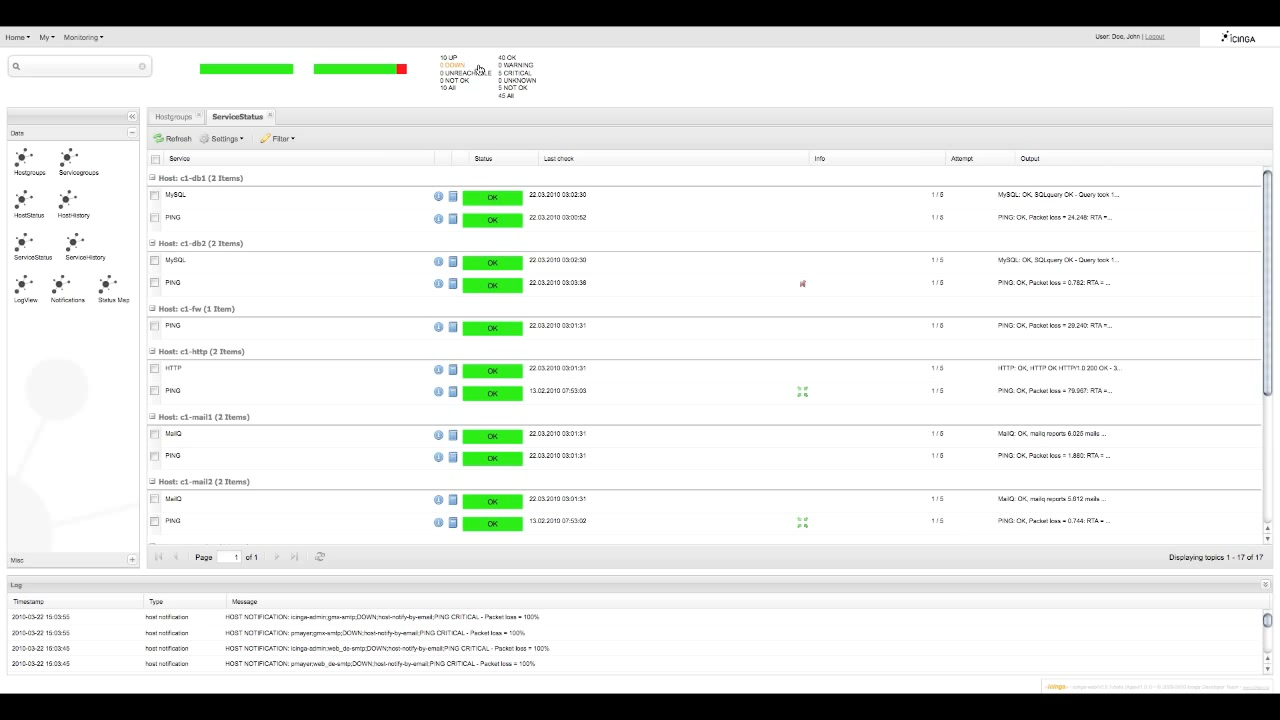 Home My Monitoring User: Doe, John | Logout ICINGA
10 UP 40 OK
0 DOWN 0 WARNING
0 UNREACHABLE 5 CRITICAL
0 NOT OK 0 UNKNOWN
10 All 5 NOT OK
45 All
Hostgroups ServiceStatus
Data
Refresh Settings Filter
Service Status Last check Info Attempt Output
Hostgroups Servicegroups
HostStatus HostHistory
ServiceStatus ServiceHistory
LogView Notifications Status Map
Misc
Host: c1-db1 (2 Items)
MySQL OK 22.03.2010 03:02:30 1 / 5 MySQL: OK, SQLquery OK - Query took 1...
PING OK 22.03.2010 03:00:52 1 / 5 PING: OK, Packet loss = 24.248: RTA =...
Host: c1-db2 (2 Items)
MySQL OK 22.03.2010 03:02:30 1 / 5 MySQL: OK, SQLquery OK - Query took 1...
PING OK 22.03.2010 03:03:38 1 / 5 PING: OK, Packet loss = 0.782: RTA = ...
Host: c1-fw (1 Item)
PING OK 22.03.2010 03:01:31 1 / 5 PING: OK, Packet loss = 29.240: RTA =...
Host: c1-http (2 Items)
HTTP OK 22.03.2010 03:01:31 1 / 5 HTTP: OK, HTTP OK HTTP/1.0 200 OK - 3...
PING OK 13.02.2010 07:53:03 1 / 5 PING: OK, Packet loss = 79.967: RTA =...
Host: c1-mail1 (2 Items)
MailQ OK 22.03.2010 03:01:31 1 / 5 MailQ: OK, mailq reports 6.025 mails ...
PING OK 22.03.2010 03:01:31 1 / 5 PING: OK, Packet loss = 1.880: RTA = ...
Host: c1-mail2 (2 Items)
MailQ OK 22.03.2010 03:01:31 1 / 5 MailQ: OK, mailq reports 5.812 mails ...
PING OK 13.02.2010 07:53:02 1 / 5 PING: OK, Packet loss = 0.744: RTA = ...
Page 1 of 1 Displaying topics 1 - 17 of 17
Log
Timestamp Type Message
2010-03-22 15:03:55 host notification HOST NOTIFICATION: icinga-admin;gmx-smtp;DOWN;host-notify-by-email;PING CRITICAL - Packet loss = 100%
2010-03-22 15:03:55 host notification HOST NOTIFICATION: pmayer;gmx-smtp;DOWN;host-notify-by-email;PING CRITICAL - Packet loss = 100%
2010-03-22 15:03:45 host notification HOST NOTIFICATION: icinga-admin;web_de-smtp;DOWN;host-notify-by-email;PING CRITICAL - Packet loss = 100%
2010-03-22 15:03:45 host notification HOST NOTIFICATION: pmayer;web_de-smtp;DOWN;host-notify-by-email;PING CRITICAL - Packet loss = 100%